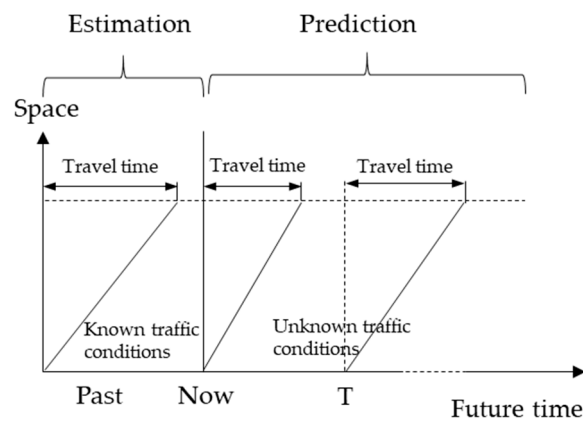 Estimation
Prediction
Space
Travel time
Travel time
Travel time
Known traffic
conditions
Unknown traffic
conditions
Past
Now
T
Future time